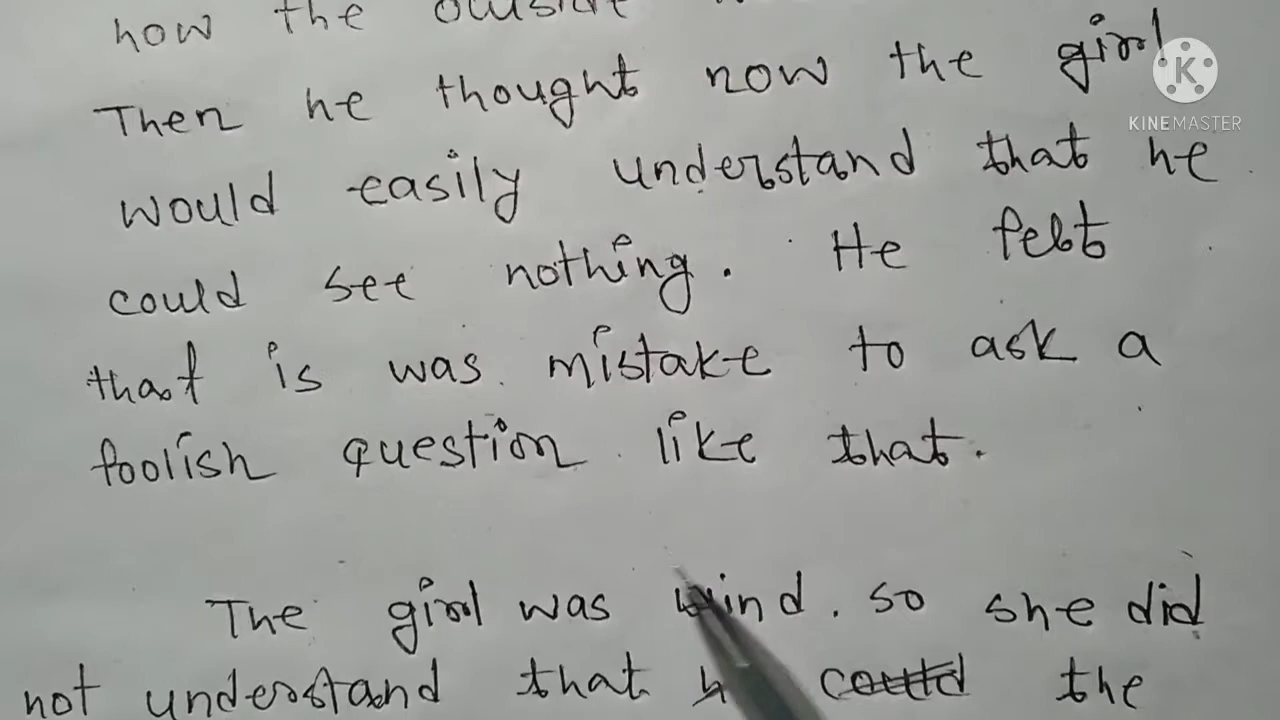 how the outside
Then he thought now the girl
would easily understand that he
could see nothing. He felt
that is was mistake to ask a
foolish question like that.
The girl was blind. So she did
not understand that the
KINEMASTER